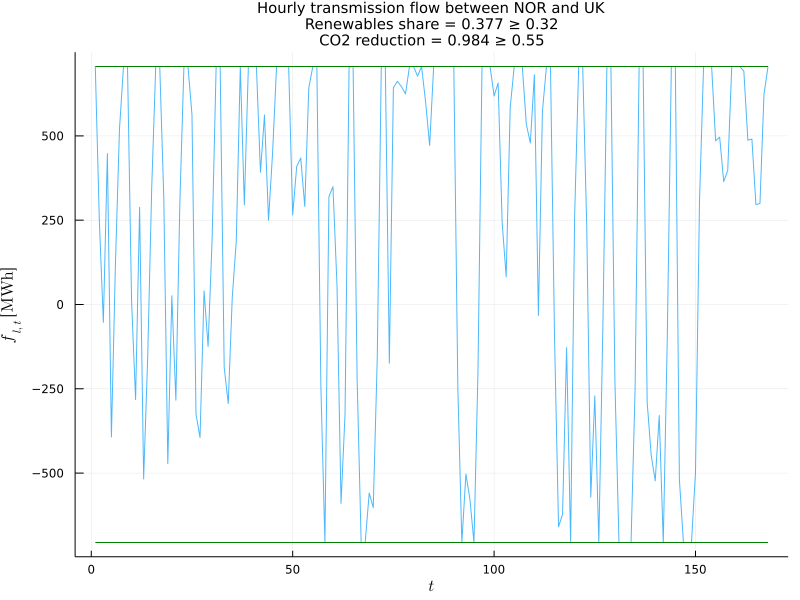 Hourly transmission flow between NOR and UK
Renewables share = 0.377 ≥ 0.32
CO2 reduction = 0.984 ≥ 0.55
500
250
0
−250
−500
f_{l,t} [MWh]
0
50
100
150
t